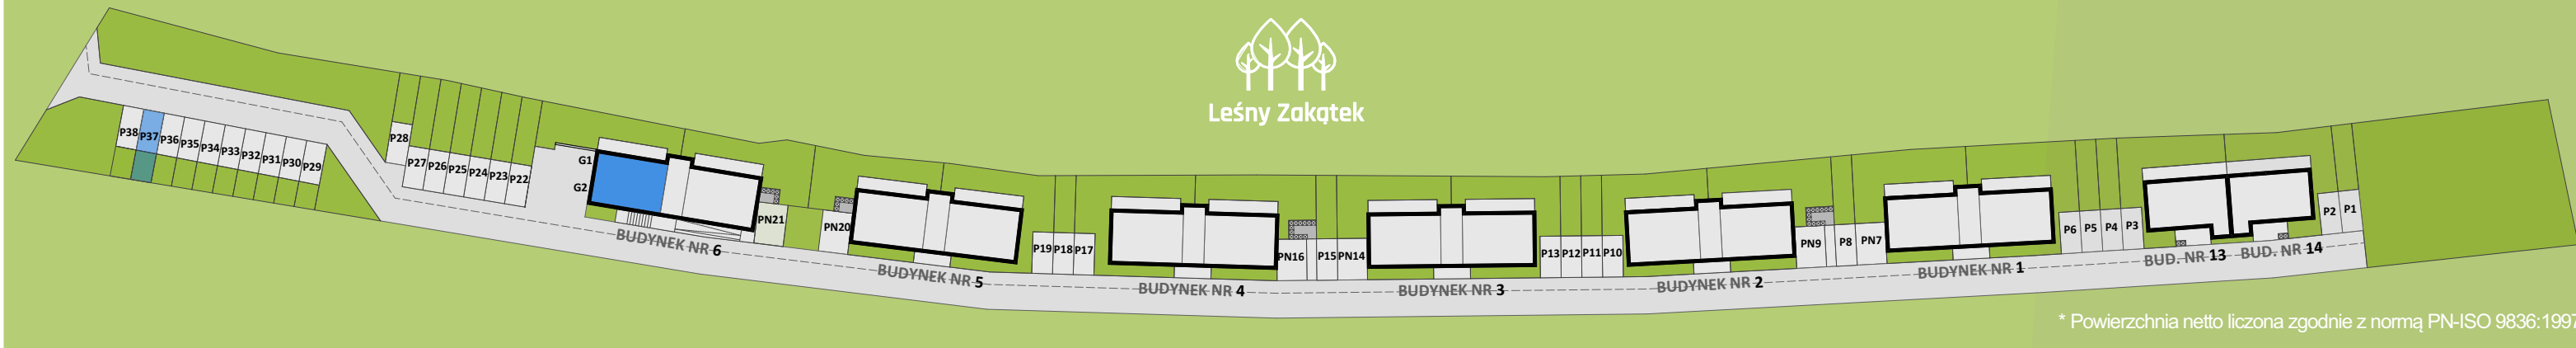 Leśny Zakątek
P38 P37 P36 P35 P34 P33 P32 P31 P30 P29
P28
P27 P26 P25 P24 P23 P22
G1
G2
BUDYNEK NR 6
PN21
PN20
BUDYNEK NR 5
P19 P18 P17
BUDYNEK NR 4
PN16 P15 PN14
BUDYNEK NR 3
P13 P12 P11 P10
BUDYNEK NR 2
PN9 P8 PN7
BUDYNEK NR 1
P6 P5 P4 P3
BUD. NR 13
BUD. NR 14
P2 P1
* Powierzchnia netto liczona zgodnie z normą PN-ISO 9836:1997